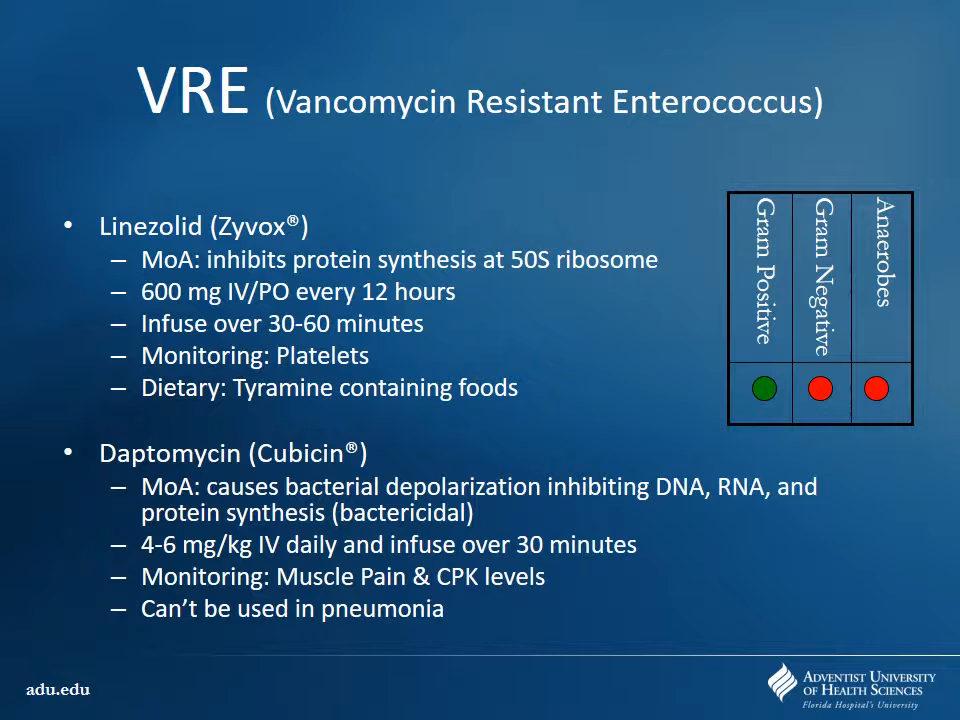 VRE (Vancomycin Resistant Enterococcus)
• Linezolid (Zyvox®)
– MoA: inhibits protein synthesis at 50S ribosome
– 600 mg IV/PO every 12 hours
– Infuse over 30-60 minutes
– Monitoring: Platelets
– Dietary: Tyramine containing foods
Gram Positive
Gram Negative
Anaerobes
• Daptomycin (Cubicin®)
– MoA: causes bacterial depolarization inhibiting DNA, RNA, and
protein synthesis (bactericidal)
– 4-6 mg/kg IV daily and infuse over 30 minutes
– Monitoring: Muscle Pain & CPK levels
– Can’t be used in pneumonia
adu.edu
ADVENTIST UNIVERSITY
OF HEALTH SCIENCES
Florida Hospital's University